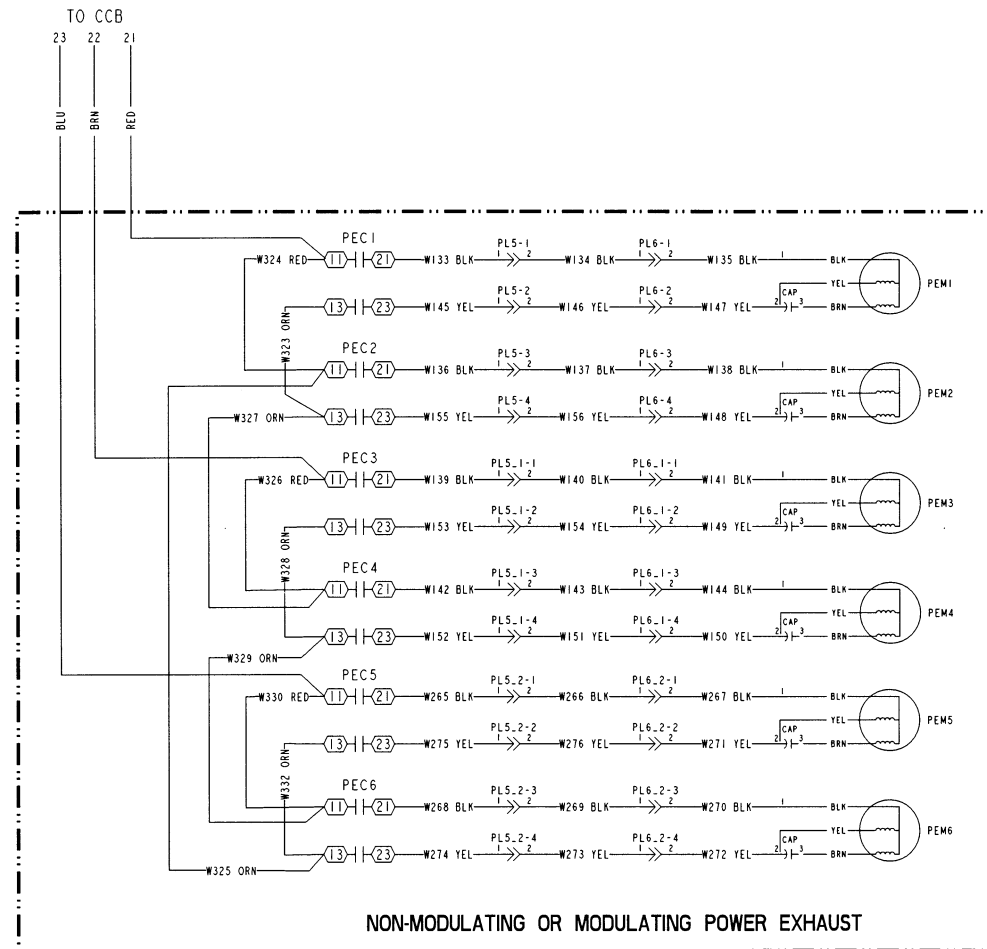 TO CCB
23 22 21
BLU
BRN
RED
PEC1
W324 RED 11 21 W133 BLK PL5-1 1 2 W134 BLK PL6-1 1 2 W135 BLK 1 BLK
YEL PEM1
W323 ORN
13 23 W145 YEL PL5-2 1 2 W146 YEL PL6-2 1 2 W147 YEL 2 CAP 3 BRN
PEC2
11 21 W136 BLK PL5-3 1 2 W137 BLK PL6-3 1 2 W138 BLK 1 BLK
YEL PEM2
W327 ORN 13 23 W155 YEL PL5-4 1 2 W156 YEL PL6-4 1 2 W148 YEL 2 CAP 3 BRN
PEC3
W326 RED 11 21 W139 BLK PL5_1-1 1 2 W140 BLK PL6_1-1 1 2 W141 BLK 1 BLK
YEL PEM3
W328 ORN
13 23 W153 YEL PL5_1-2 1 2 W154 YEL PL6_1-2 1 2 W149 YEL 2 CAP 3 BRN
PEC4
11 21 W142 BLK PL5_1-3 1 2 W143 BLK PL6_1-3 1 2 W144 BLK 1 BLK
YEL PEM4
13 23 W152 YEL PL5_1-4 1 2 W151 YEL PL6_1-4 1 2 W150 YEL 2 CAP 3 BRN
W329 ORN
PEC5
W330 RED 11 21 W265 BLK PL5_2-1 1 2 W266 BLK PL6_2-1 1 2 W267 BLK 1 BLK
YEL PEM5
W332 ORN
13 23 W275 YEL PL5_2-2 1 2 W276 YEL PL6_2-2 1 2 W271 YEL 2 CAP 3 BRN
PEC6
11 21 W268 BLK PL5_2-3 1 2 W269 BLK PL6_2-3 1 2 W270 BLK 1 BLK
YEL PEM6
13 23 W274 YEL PL5_2-4 1 2 W273 YEL PL6_2-4 1 2 W272 YEL 2 CAP 3 BRN
W325 ORN
NON-MODULATING OR MODULATING POWER EXHAUST